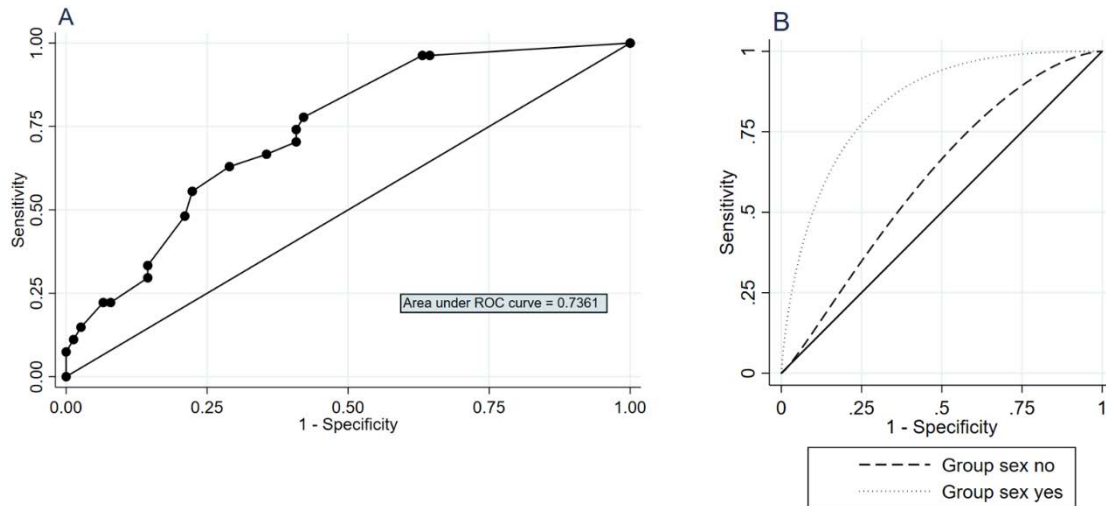 A
Sensitivity
1.00
0.75
0.50
0.25
0.00
Area under ROC curve = 0.7361
0.00 0.25 0.50 0.75 1.00
1 - Specificity
B
Sensitivity
1
.75
.5
.25
0
0 .25 .5 .75 1
1 - Specificity
Group sex no
Group sex yes